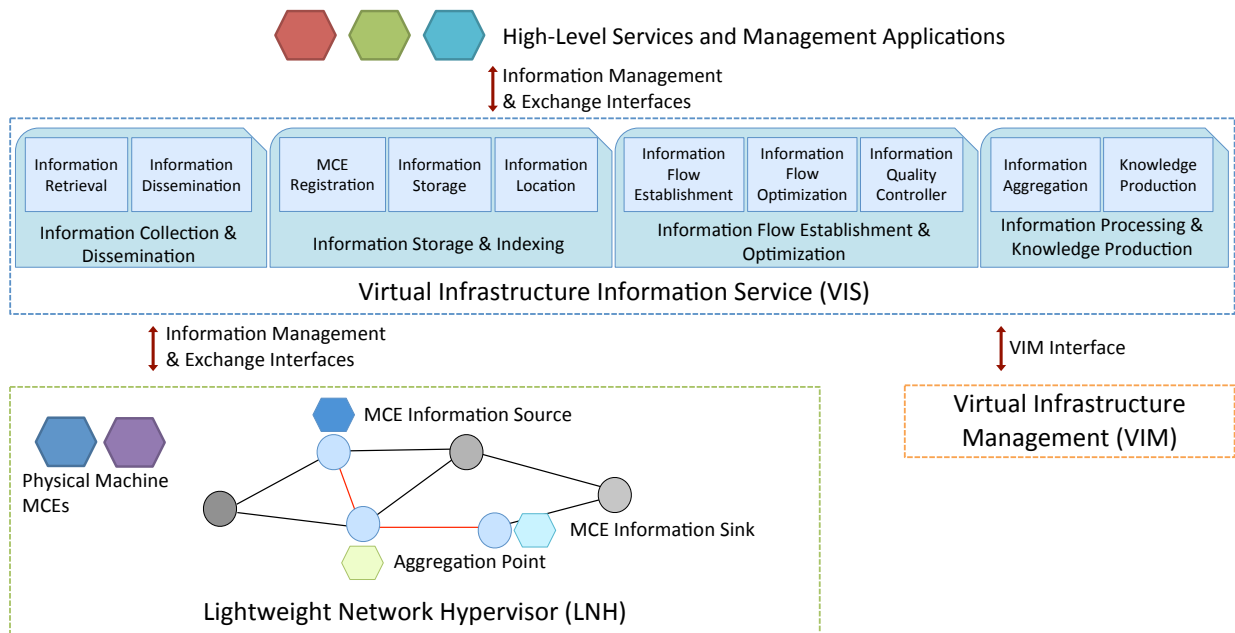 High-Level Services and Management Applications
Information Management
& Exchange Interfaces
Information
Retrieval
Information
Dissemination
Information Collection &
Dissemination
MCE
Registration
Information
Storage
Information
Location
Information Storage & Indexing
Information
Flow
Establishment
Information
Flow
Optimization
Information
Quality
Controller
Information Flow Establishment &
Optimization
Information
Aggregation
Knowledge
Production
Information Processing &
Knowledge Production
Virtual Infrastructure Information Service (VIS)
Information Management
& Exchange Interfaces
VIM Interface
Physical Machine
MCEs
MCE Information Source
MCE Information Sink
Aggregation Point
Lightweight Network Hypervisor (LNH)
Virtual Infrastructure
Management (VIM)